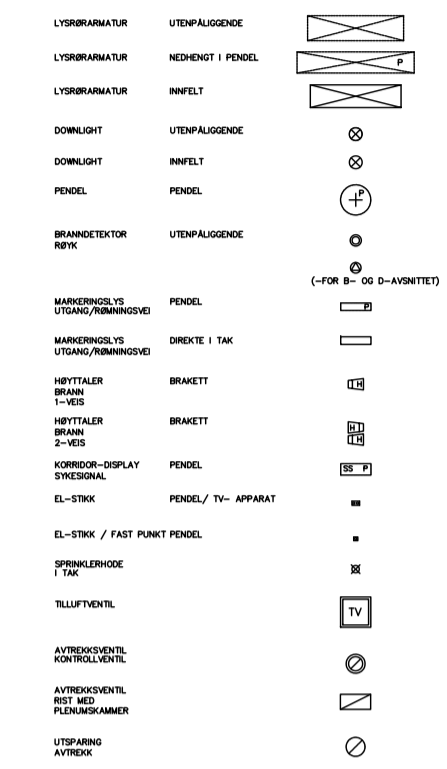 LYSRØRARMATUR UTENPÅLIGGENDE
LYSRØRARMATUR NEDHENGT I PENDEL P
LYSRØRARMATUR INNFELT
DOWNLIGHT UTENPÅLIGGENDE
DOWNLIGHT INNFELT
PENDEL PENDEL P
BRANNDETEKTOR UTENPÅLIGGENDE
RØYK
(-FOR B- OG D-AVSNITTET)
MARKERINGSLYS PENDEL P
UTGANG/RØMNINGSVEI
MARKERINGSLYS DIREKTE I TAK
UTGANG/RØMNINGSVEI
HØYTTALER BRAKETT H
BRANN
1-VEIS
HØYTTALER BRAKETT H
BRANN H
2-VEIS
KORRIDOR-DISPLAY PENDEL SS P
SYKESIGNAL
EL-STIKK PENDEL/ TV- APPARAT
EL-STIKK / FAST PUNKT PENDEL
SPRINKLERHODE
I TAK
TILLUFTVENTIL TV
AVTREKKSVENTIL
KONTROLLVENTIL
AVTREKKSVENTIL
RIST MED
PLENUMSKAMMER
UTSPARING
AVTREKK